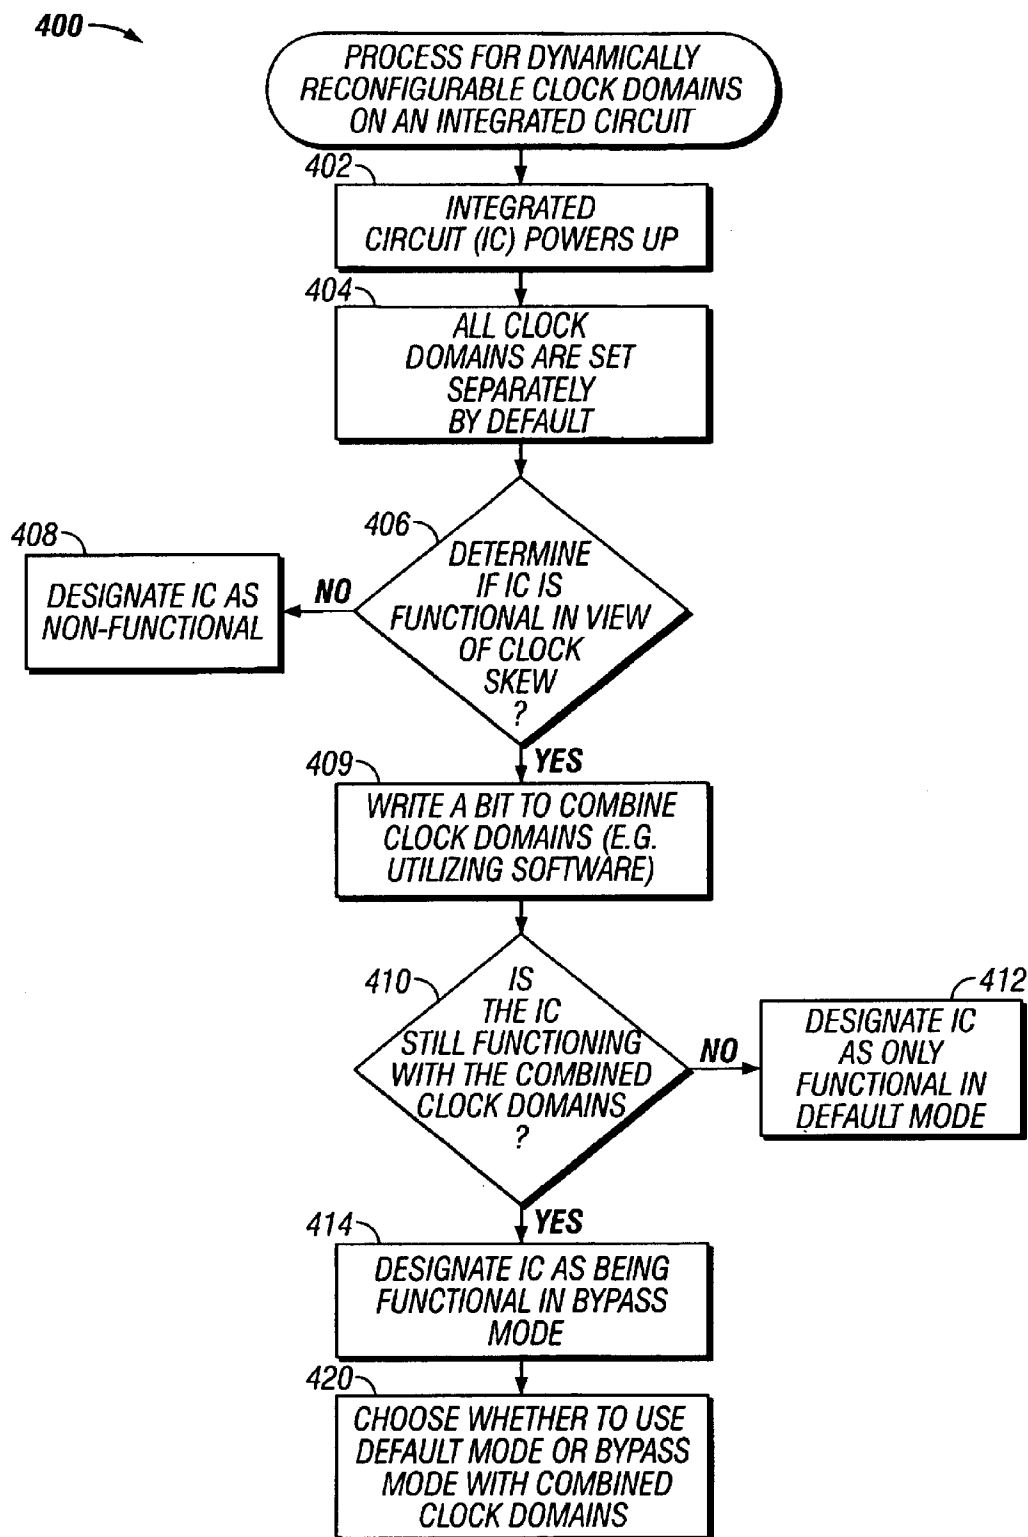 400
PROCESS FOR DYNAMICALLY
RECONFIGURABLE CLOCK DOMAINS
ON AN INTEGRATED CIRCUIT
402
INTEGRATED
CIRCUIT (IC) POWERS UP
404
ALL CLOCK
DOMAINS ARE SET
SEPARATELY
BY DEFAULT
406
DETERMINE
IF IC IS
FUNCTIONAL IN VIEW
OF CLOCK
SKEW
?
NO
408
DESIGNATE IC AS
NON-FUNCTIONAL
YES
409
WRITE A BIT TO COMBINE
CLOCK DOMAINS (E.G.
UTILIZING SOFTWARE)
410
IS
THE IC
STILL FUNCTIONING
WITH THE COMBINED
CLOCK DOMAINS
?
NO
412
DESIGNATE IC
AS ONLY
FUNCTIONAL IN
DEFAULT MODE
YES
414
DESIGNATE IC AS BEING
FUNCTIONAL IN BYPASS
MODE
420
CHOOSE WHETHER TO USE
DEFAULT MODE OR BYPASS
MODE WITH COMBINED
CLOCK DOMAINS